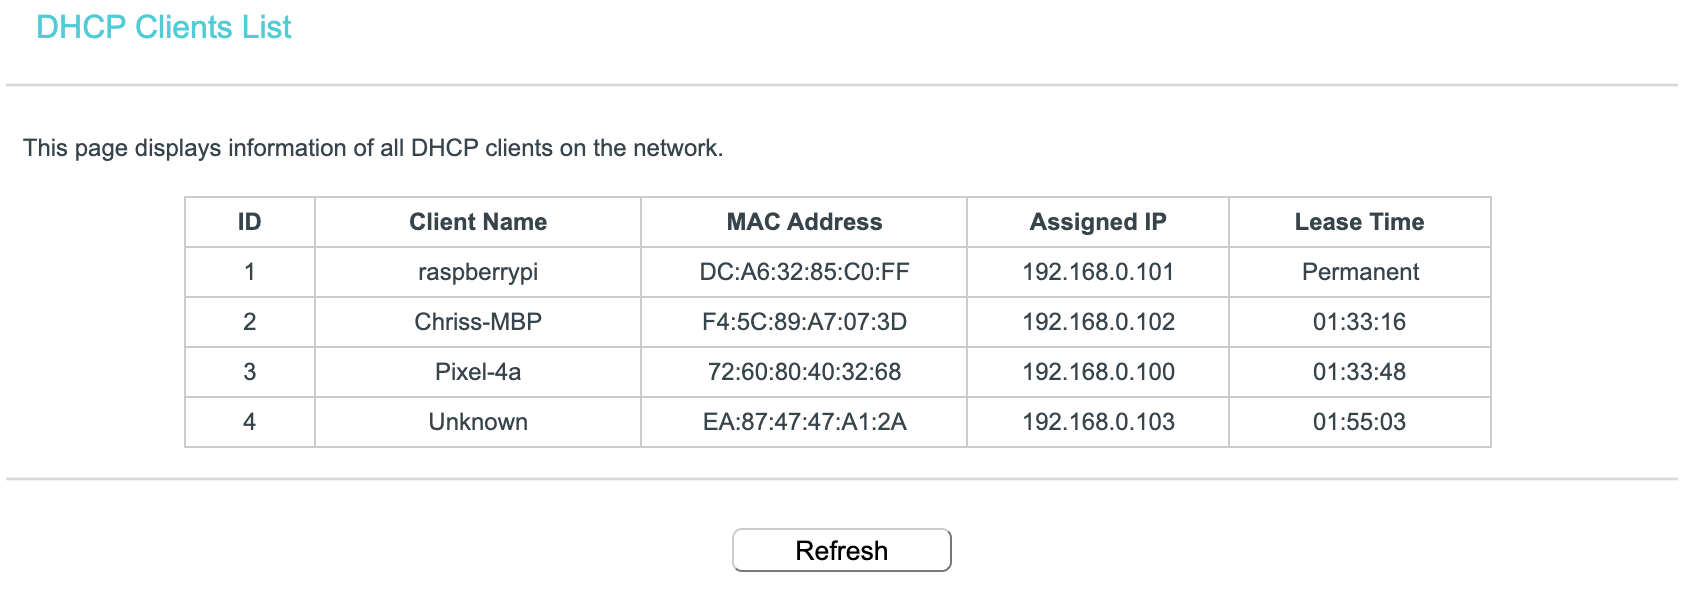 DHCP Clients List
This page displays information of all DHCP clients on the network.
ID Client Name MAC Address Assigned IP Lease Time
1 raspberrypi DC:A6:32:85:C0:FF 192.168.0.101 Permanent
2 Chriss-MBP F4:5C:89:A7:07:3D 192.168.0.102 01:33:16
3 Pixel-4a 72:60:80:40:32:68 192.168.0.100 01:33:48
4 Unknown EA:87:47:47:A1:2A 192.168.0.103 01:55:03
Refresh